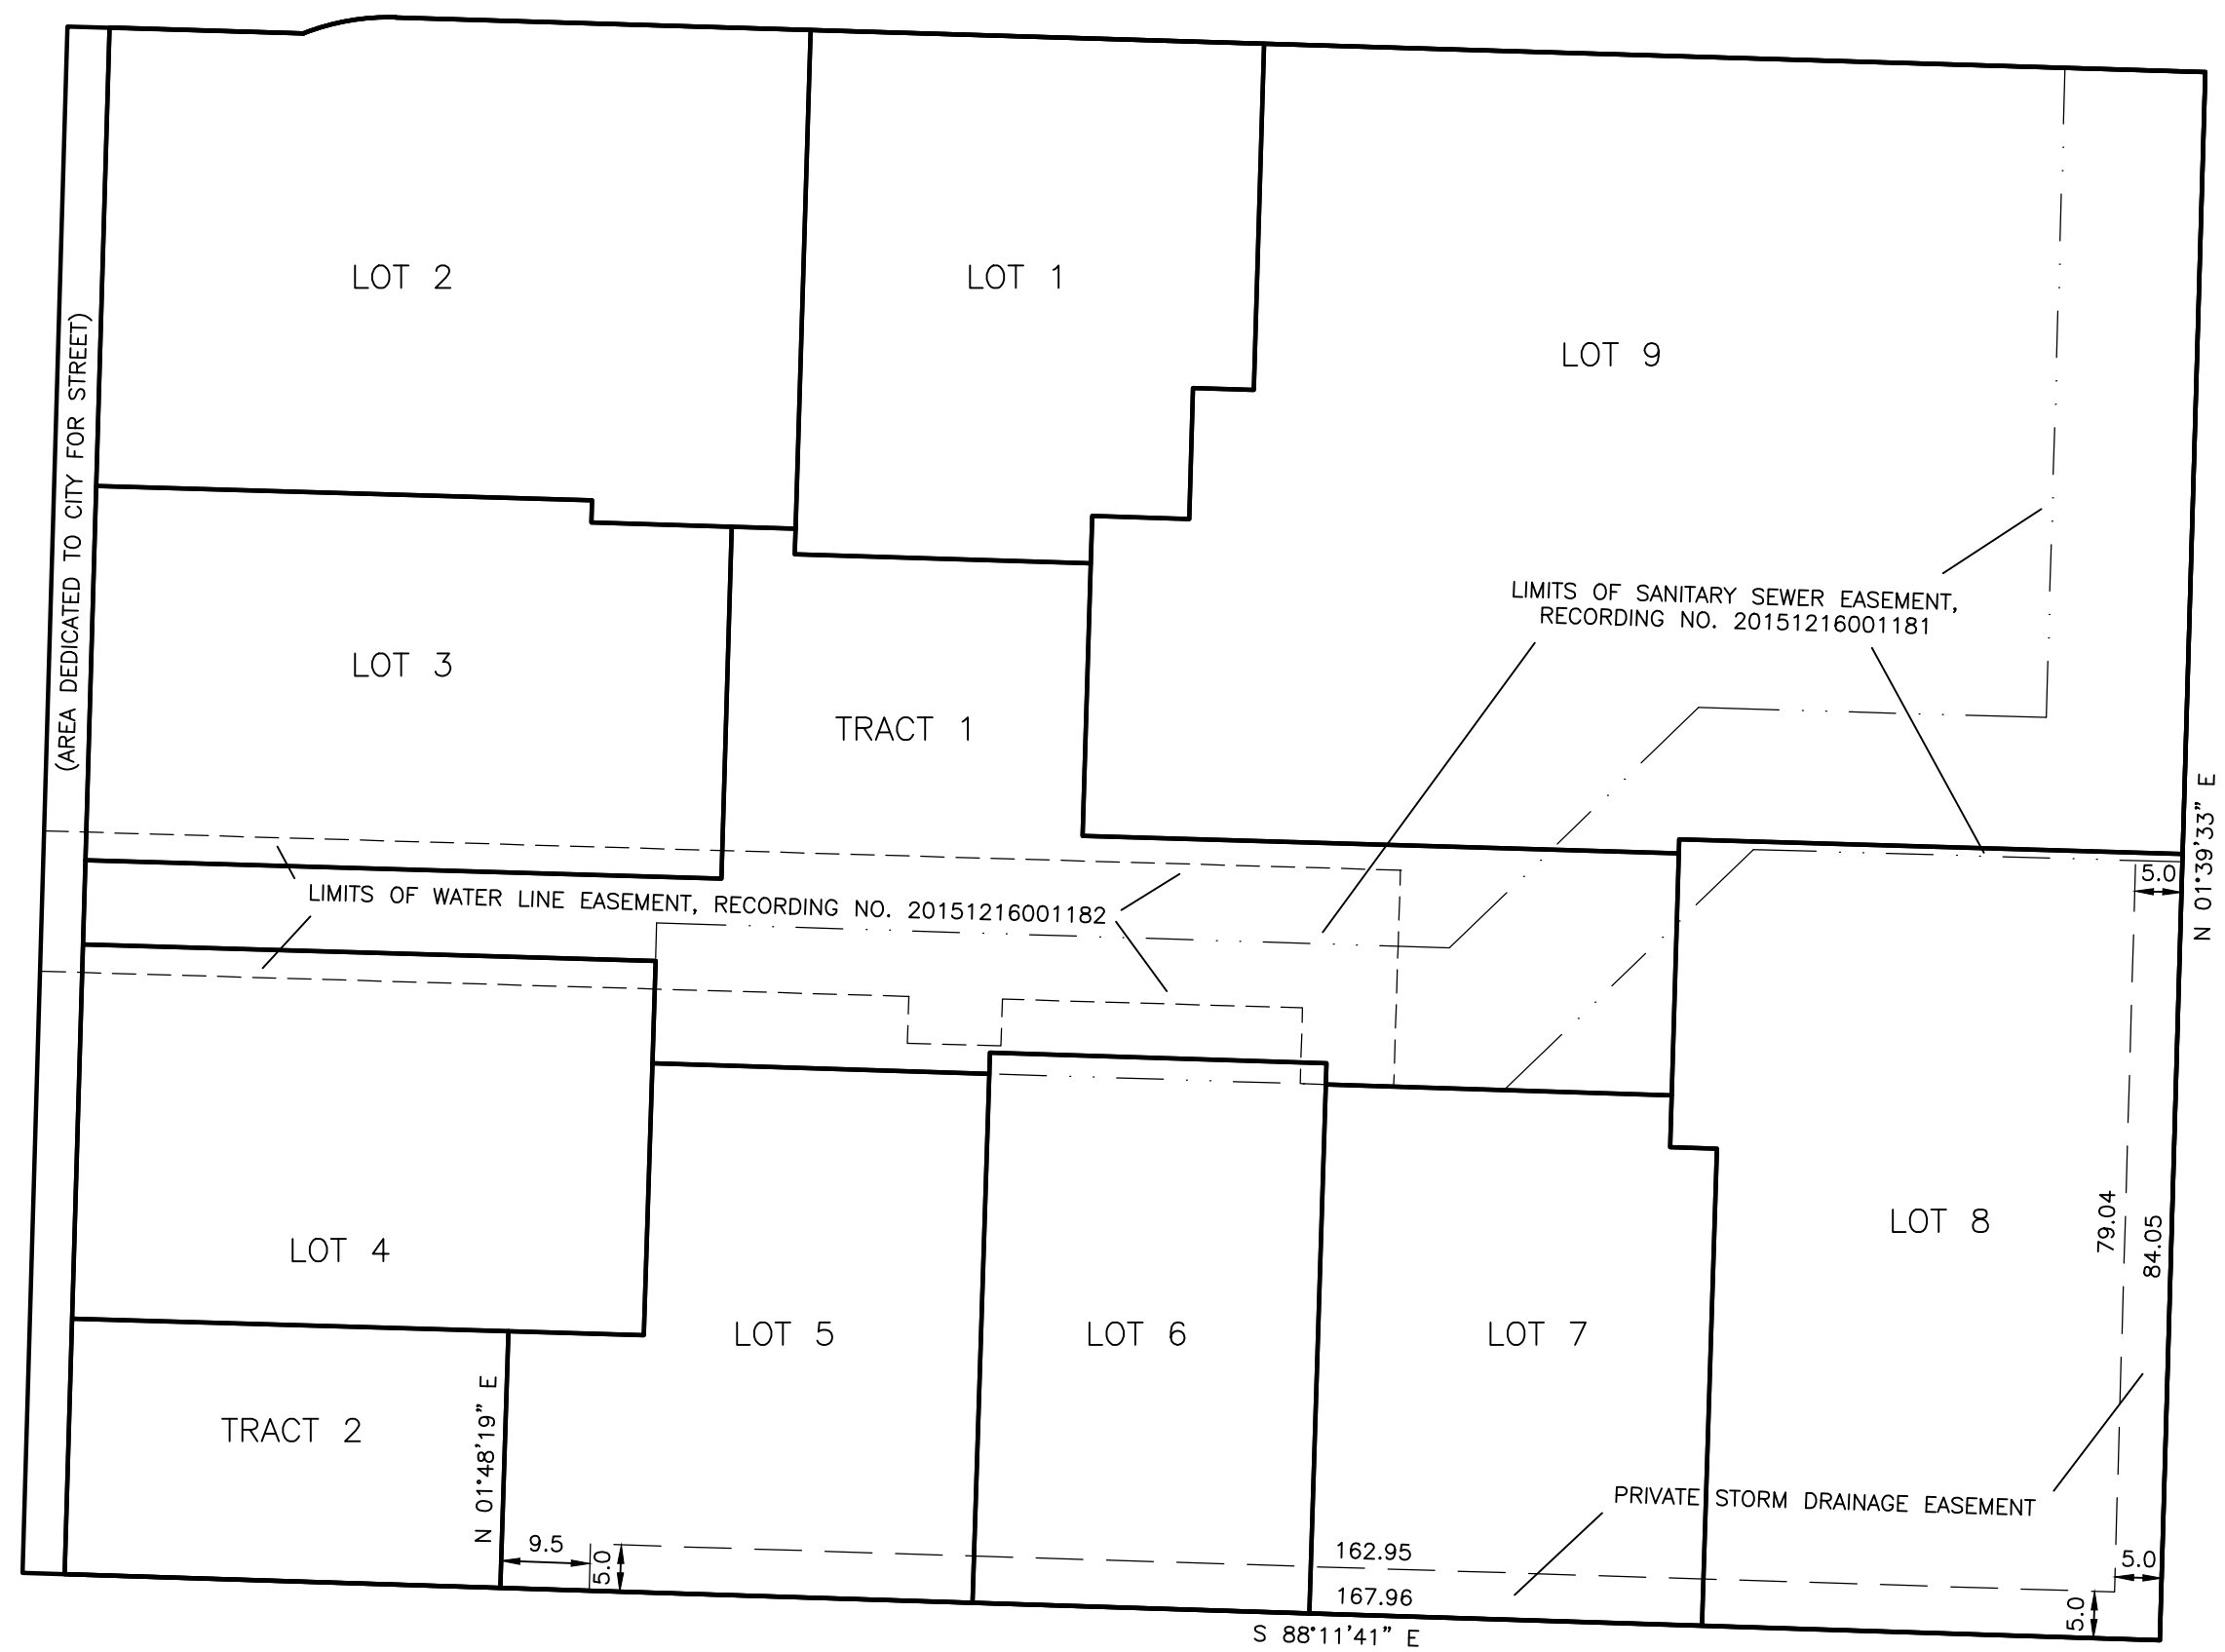 LOT 2
LOT 1
LOT 9
(AREA DEDICATED TO CITY FOR STREET)
LIMITS OF SANITARY SEWER EASEMENT,
RECORDING NO. 20151216001181
LOT 3
TRACT 1
N 01°39'33" E
5.0
LIMITS OF WATER LINE EASEMENT, RECORDING NO. 20151216001182
79.04
84.05
LOT 8
LOT 4
LOT 5
LOT 6
LOT 7
TRACT 2
N 01°48'19" E
PRIVATE STORM DRAINAGE EASEMENT
9.5
5.0
162.95
167.96
5.0
5.0
S 88°11'41" E